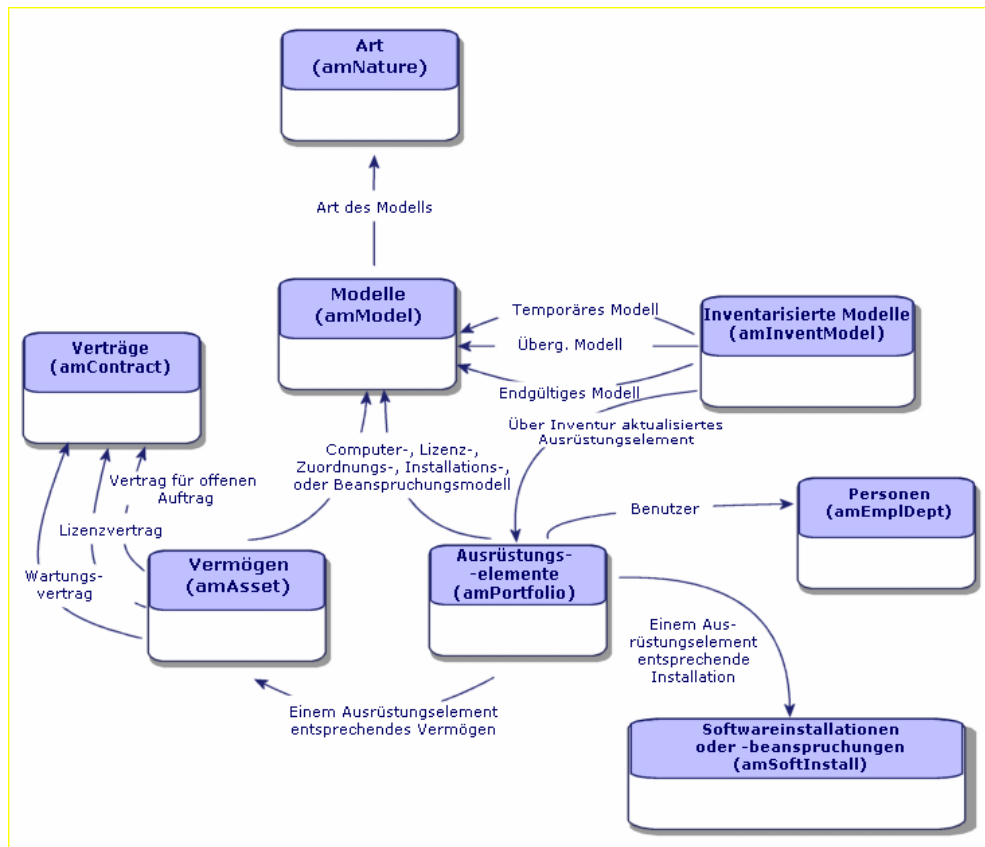 Art
(amNature)
Art des Modells
Modelle
(amModel)
Temporäres Modell
Überg. Modell
Endgültiges Modell
Inventarisierte Modelle
(amInventModel)
Verträge
(amContract)
Über Inventur aktualisiertes
Ausrüstungselement
Computer-, Lizenz-,
Zuordnungs-, Installations-,
oder Beanspruchungsmodell
Vertrag für offenen
Auftrag
Lizenzvertrag
Wartungs-
vertrag
Benutzer
Personen
(amEmplDept)
Vermögen
(amAsset)
Ausrüstungs-
-elemente
(amPortfolio)
Einem Aus-
rüstungselement
entsprechende
Installation
Einem Ausrüstungselement
entsprechendes Vermögen
Softwareinstallationen
oder -beanspruchungen
(amSoftInstall)